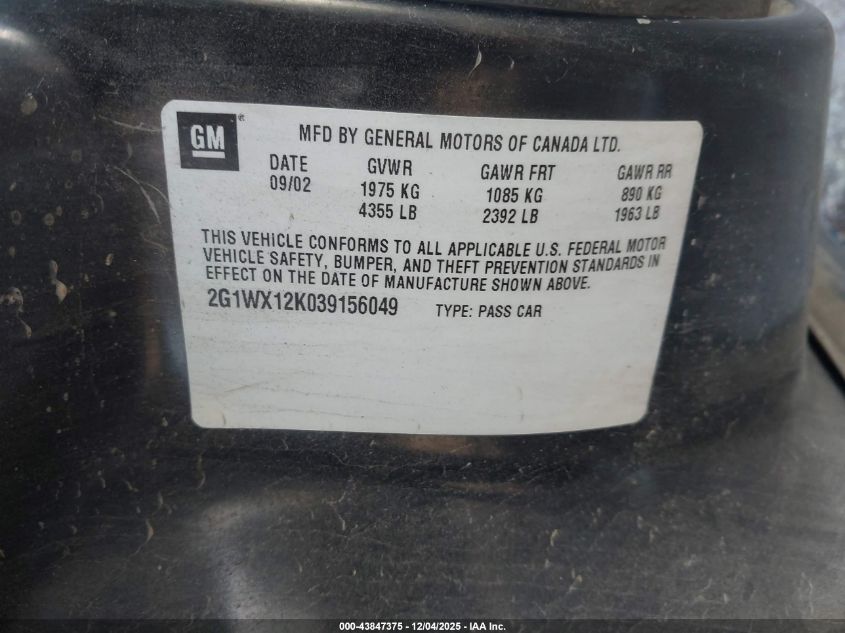 GM ®
MFD BY GENERAL MOTORS OF CANADA LTD.
DATE GVWR GAWR FRT GAWR RR
09/02 1975 KG 1085 KG 890 KG
4355 LB 2392 LB 1963 LB
THIS VEHICLE CONFORMS TO ALL APPLICABLE U.S. FEDERAL MOTOR
VEHICLE SAFETY, BUMPER, AND THEFT PREVENTION STANDARDS IN
EFFECT ON THE DATE OF MANUFACTURE SHOWN ABOVE.
2G1WX12K039156049 TYPE: PASS CAR
000-43847375 - 12/04/2025 - IAA Inc.